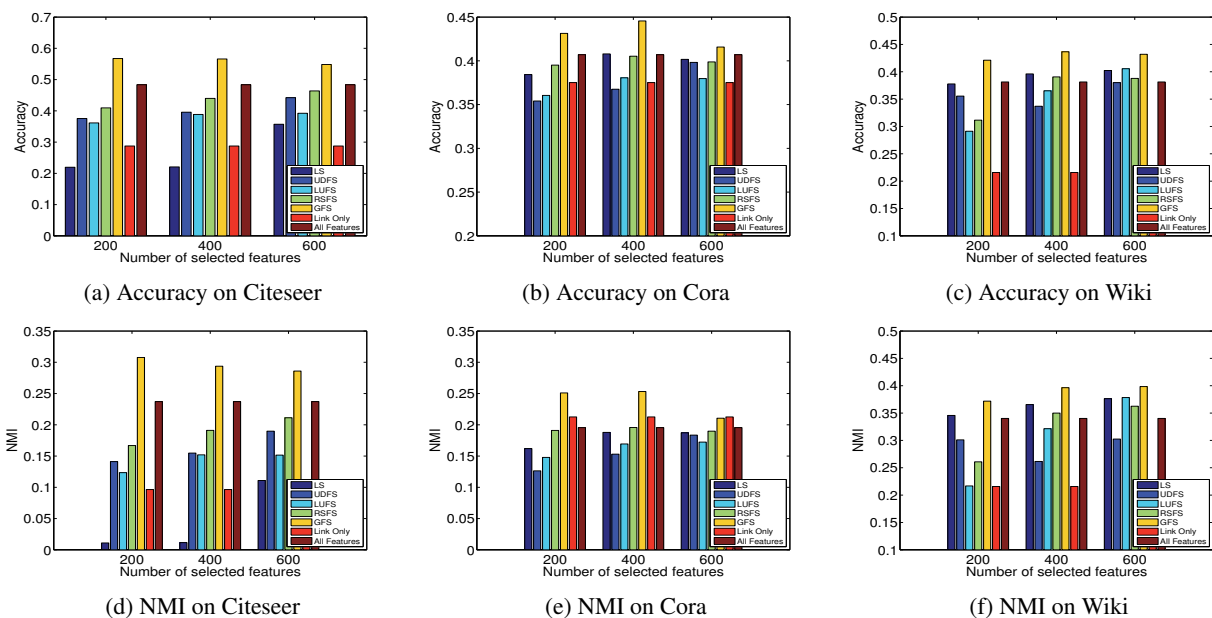 0.7
0.6
0.5
0.4
0.3
0.2
0.1
0
Accuracy
200 400 600
Number of selected features
LS
UDFS
LUFS
RSFS
GFS
Link Only
All Features
(a) Accuracy on Citeseer
0.45
0.4
0.35
0.3
0.25
0.2
Accuracy
200 400 600
Number of selected features
LS
UDFS
LUFS
RSFS
GFS
Link Only
All Features
(b) Accuracy on Cora
0.5
0.45
0.4
0.35
0.3
0.25
0.2
0.15
0.1
Accuracy
200 400 600
Number of selected features
LS
UDFS
LUFS
RSFS
GFS
Link Only
All Features
(c) Accuracy on Wiki
0.35
0.3
0.25
0.2
0.15
0.1
0.05
0
NMI
200 400 600
Number of selected features
LS
UDFS
LUFS
RSFS
GFS
Link Only
All Features
(d) NMI on Citeseer
0.35
0.3
0.25
0.2
0.15
0.1
0.05
0
NMI
200 400 600
Number of selected features
LS
UDFS
LUFS
RSFS
GFS
Link Only
All Features
(e) NMI on Cora
0.5
0.45
0.4
0.35
0.3
0.25
0.2
0.15
0.1
NMI
200 400 600
Number of selected features
LS
UDFS
LUFS
RSFS
GFS
Link Only
All Features
(f) NMI on Wiki